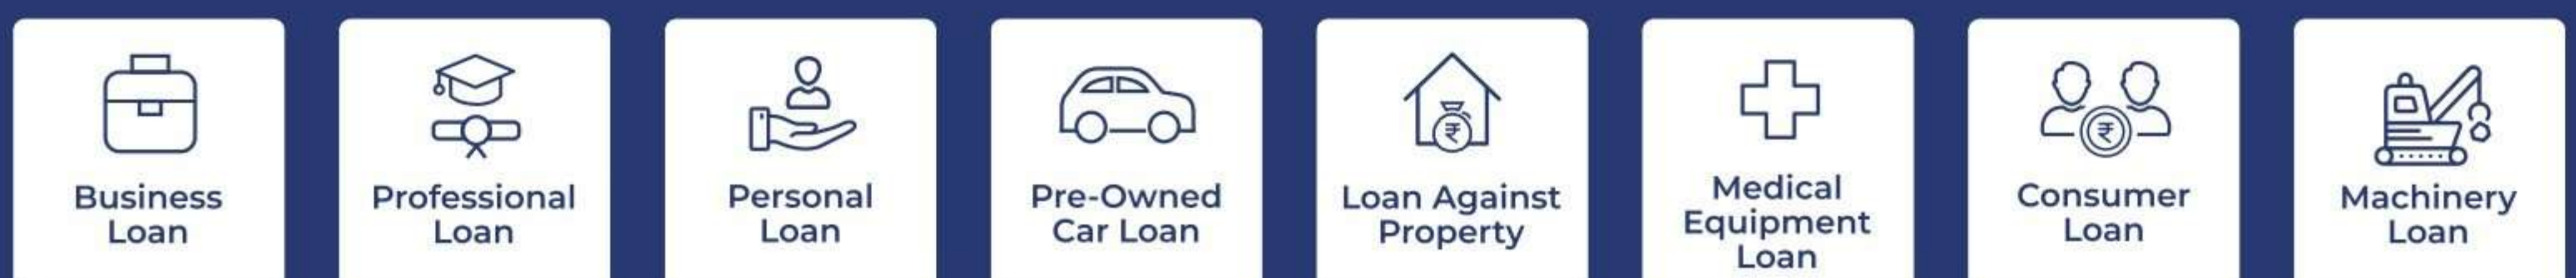 Business
Loan
Professional
Loan
Personal
Loan
Pre-Owned
Car Loan
Loan Against
₹
Property
Medical
Equipment
Loan
₹
Consumer
Loan
Machinery
Loan